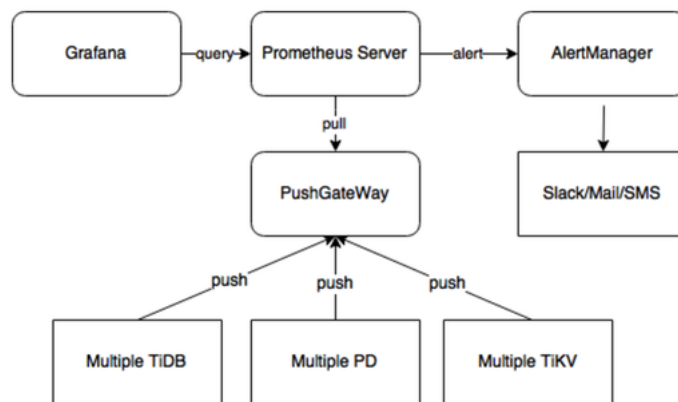 Grafana
query
Prometheus Server
alert
AlertManager
pull
PushGateWay
Slack/Mail/SMS
push
push
push
Multiple TiDB
Multiple PD
Multiple TiKV